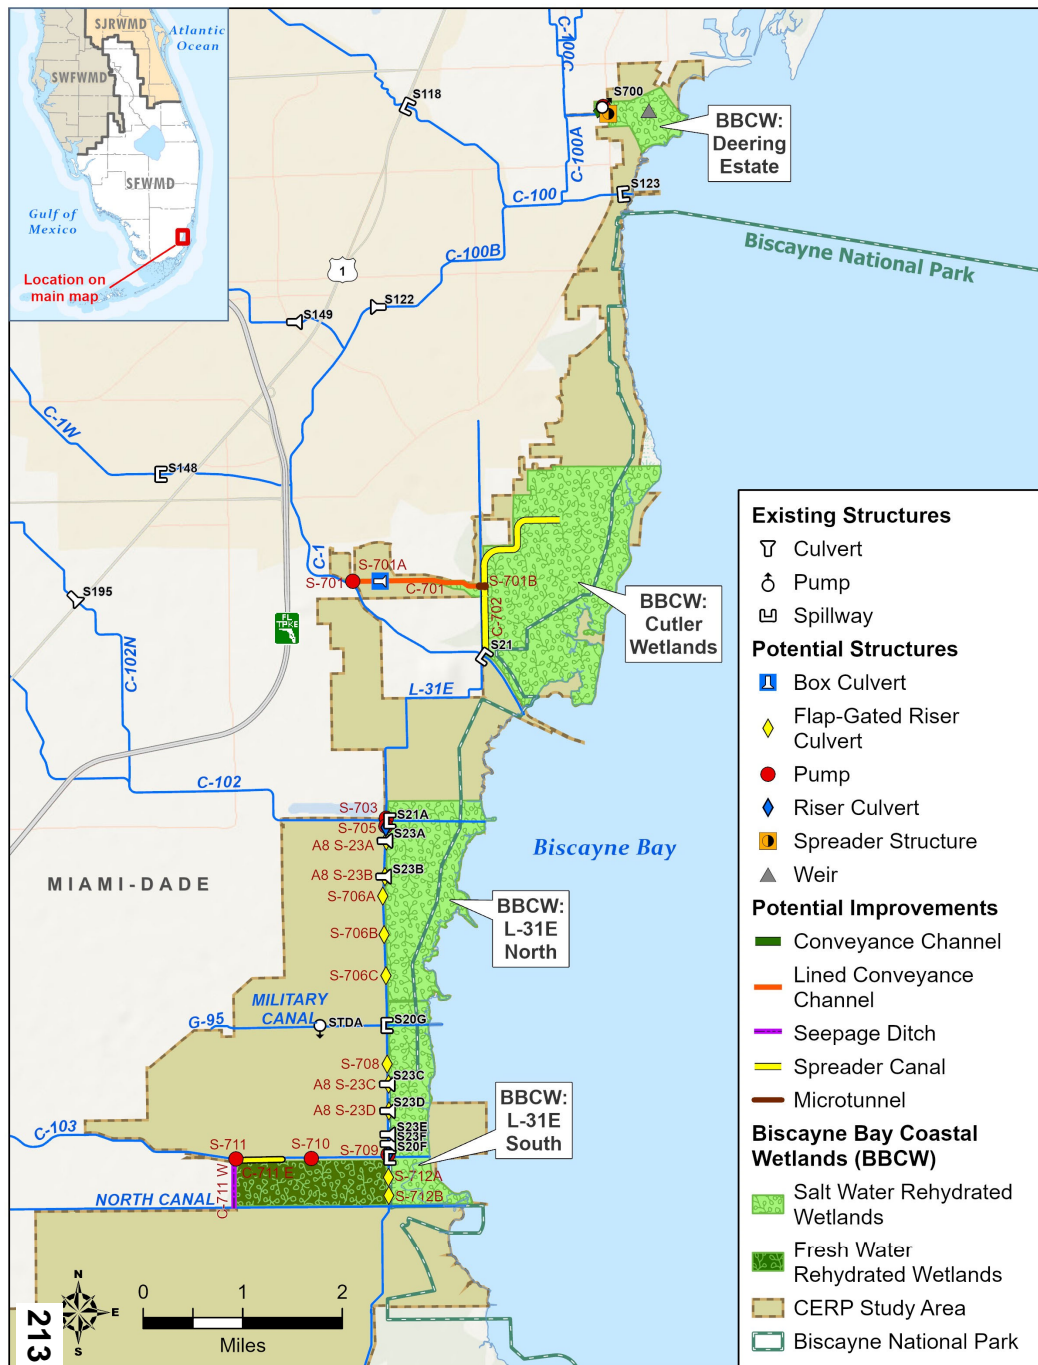 SJRWMD
Atlantic
Ocean
SWFWMD
SFWMD
Gulf of
Mexico
Location on
main map
C-100C
S118
S700
BBCW:
Deering
Estate
C-100A
S123
C-100
Biscayne National Park
C-100B
1
S122
S149
C-1W
S148
C-1
S-701A
S-701
C-701
S-701B
S195
BBCW:
Cutler
Wetlands
C-702
FL
TPKE
S21
C-102N
L-31E
C-102
S-703
S21A
S-705
S23A
A8 S-23A
Biscayne Bay
S23B
A8 S-23B
MIAMI-DADE
S-706A
BBCW:
L-31E
North
S-706B
S-706C
MILITARY
CANAL
G-95
STDA
S20G
S-708
S23C
A8 S-23C
BBCW:
L-31E
South
S23D
A8 S-23D
S23E
S23F
S20F
C-103
S-711
S-710
S-709
C-711 E
C-711 W
S-712A
S-712B
NORTH CANAL
N
E
S
W
0 1 2
Miles
213
Existing Structures
Culvert
Pump
Spillway
Potential Structures
Box Culvert
Flap-Gated Riser
Culvert
Pump
Riser Culvert
Spreader Structure
Weir
Potential Improvements
Conveyance Channel
Lined Conveyance
Channel
Seepage Ditch
Spreader Canal
Microtunnel
Biscayne Bay Coastal
Wetlands (BBCW)
Salt Water Rehydrated
Wetlands
Fresh Water
Rehydrated Wetlands
CERP Study Area
Biscayne National Park